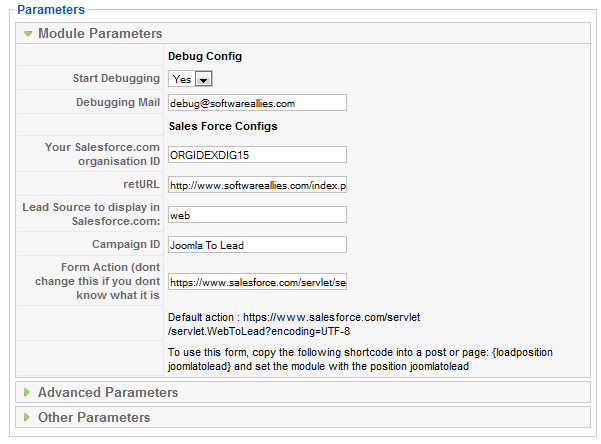 Parameters
Module Parameters
Debug Config
Start Debugging Yes
Debugging Mail debug@softwareallies.com
Sales Force Configs
Your Salesforce.com
organisation ID ORGIDEXDIG15
retURL http://www.softwareallies.com/index.p
Lead Source to display in
Salesforce.com: web
Campaign ID Joomla To Lead
Form Action (dont
change this if you dont
know what it is https://www.salesforce.com/servlet/se
Default action : https://www.salesforce.com/servlet
/servlet.WebToLead?encoding=UTF-8
To use this form, copy the following shortcode into a post or page: {loadposition
joomlatolead} and set the module with the position joomlatolead
Advanced Parameters
Other Parameters